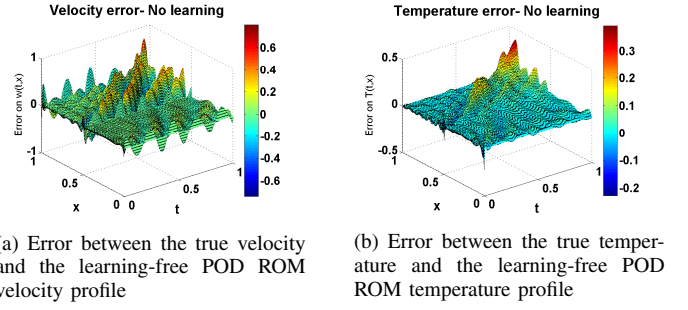 Velocity error- No learning
Temperature error- No learning
Error on w(t,x)
1
0
-1
1
0.5
0
x
0
0.5
1
t
0.6
0.4
0.2
0
-0.2
-0.4
-0.6
Error on T(t,x)
0.5
0
-0.5
1
0.5
0
x
0
0.5
1
t
0.3
0.2
0.1
0
-0.1
-0.2
a) Error between the true velocity
and the learning-free POD ROM
velocity profile
(b) Error between the true temper-
ature and the learning-free POD
ROM temperature profile